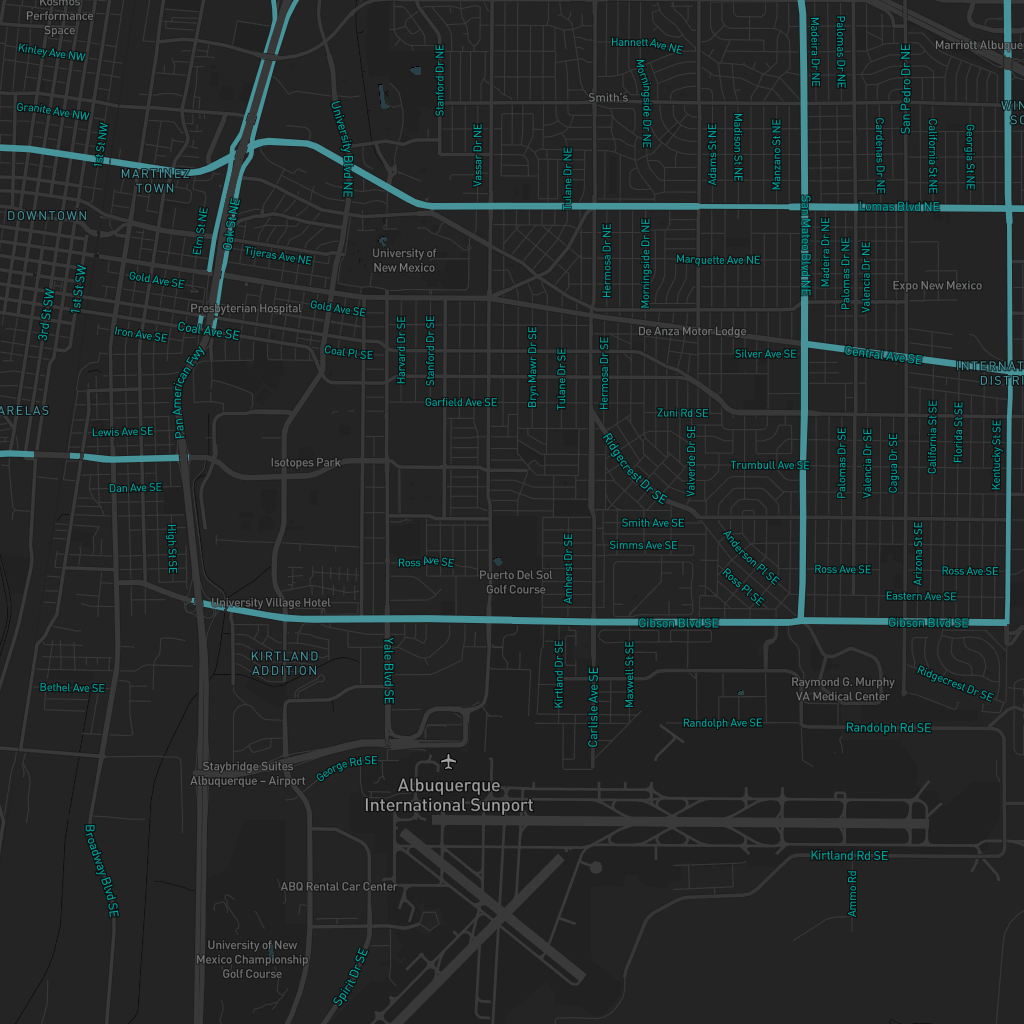 Kosmos
Performance
Space
Kinley Ave NW
Granite Ave NW
1st St NW
MARTINEZ
TOWN
DOWNTOWN
Elm St NE
Oak St NE
Tijeras Ave NE
Gold Ave SE
Presbyterian Hospital
Gold Ave SE
3rd St SW
1st St SW
Iron Ave SE
Coal Ave SE
Coal Pl SE
Pan American Fwy
Lewis Ave SE
Dan Ave SE
High St SE
Isotopes Park
University Blvd NE
Stanford Dr NE
Vassar Dr NE
Tulane Dr NE
Hannett Ave NE
Smith's
Morningside Dr NE
Adams St NE
Madison St NE
Manzano St NE
Madeira Dr NE
Palomas Dr NE
San Pedro Dr NE
Marriott Albuque
Cardenas Dr NE
California St NE
Georgia St NE
Lomas Blvd NE
University of
New Mexico
Hermosa Dr NE
Morningside Dr NE
Marquette Ave NE
San Mateo Blvd NE
Madeira Dr NE
Palomas Dr NE
Valencia Dr NE
Expo New Mexico
De Anza Motor Lodge
Silver Ave SE
Central Ave SE
Harvard Dr SE
Stanford Dr SE
Bryn Mawr Dr SE
Tulane Dr SE
Hermosa Dr SE
Garfield Ave SE
Zuni Rd SE
Ridgecrest Dr SE
Valverde Dr SE
Trumbull Ave SE
Palomas Dr SE
Valencia Dr SE
Cagua Dr SE
California St SE
Florida St SE
Kentucky St SE
Smith Ave SE
Simms Ave SE
Anderson Pl SE
Ross Pl SE
Ross Ave SE
Ross Ave SE
Arizona St SE
Ross Ave SE
Eastern Ave SE
Puerto Del Sol
Golf Course
Amherst Dr SE
University Village Hotel
Gibson Blvd SE
Gibson Blvd SE
KIRTLAND
ADDITION
Bethel Ave SE
Yale Blvd SE
Kirtland Dr SE
Carlisle Ave SE
Maxwell St SE
Raymond G. Murphy
VA Medical Center
Ridgecrest Dr SE
Randolph Ave SE
Randolph Rd SE
Staybridge Suites
Albuquerque – Airport
George Rd SE
Albuquerque
International Sunport
Broadway Blvd SE
Kirtland Rd SE
Ammo Rd
ABQ Rental Car Center
University of New
Mexico Championship
Golf Course
Spirit Dr SE